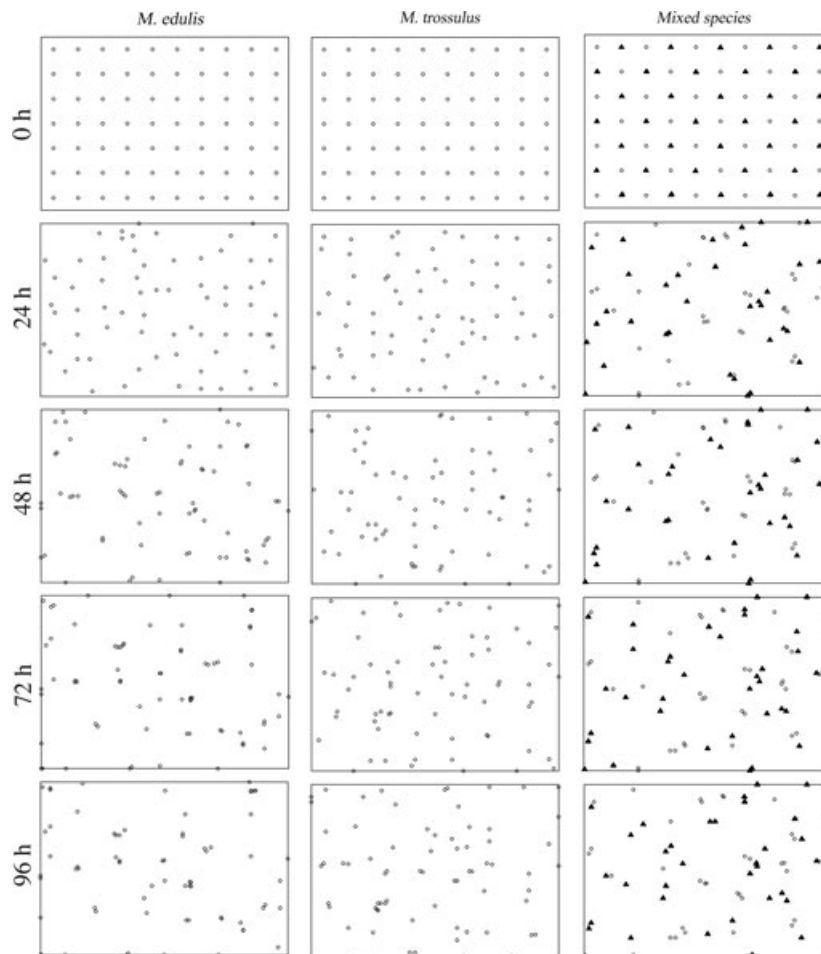 M. edulis M. trossulus Mixed species
0 h
24 h
48 h
72 h
96 h